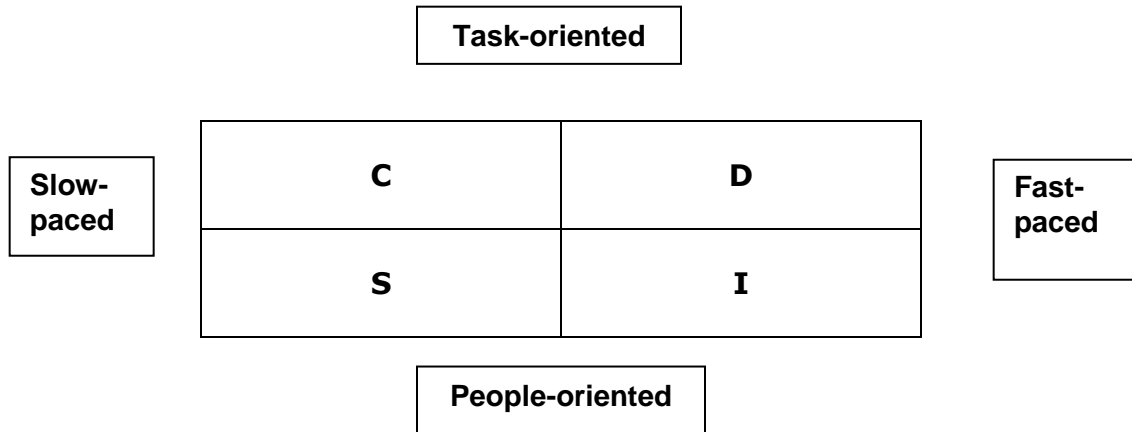 Task-oriented
C D
Slow-
paced
Fast-
paced
S I
People-oriented